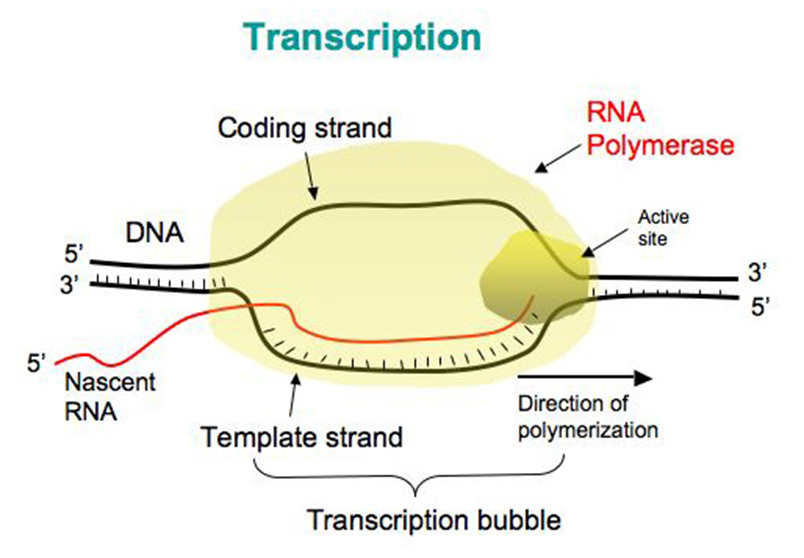 Transcription
Coding strand
RNA
Polymerase
Active
site
DNA
5’
3’
3’
5’
5’
Nascent
RNA
Direction of
polymerization
Template strand
Transcription bubble